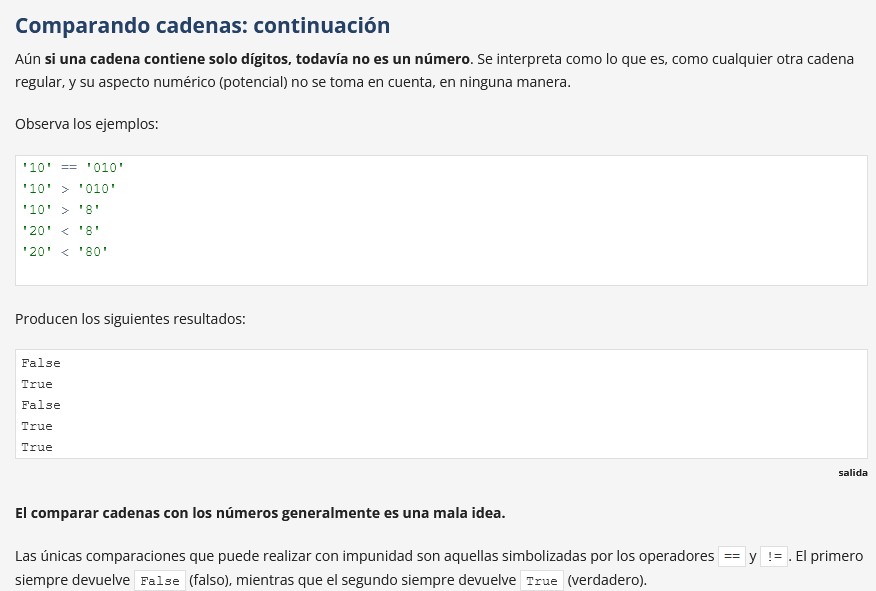 Comparando cadenas: continuación
Aún si una cadena contiene solo dígitos, todavía no es un número. Se interpreta como lo que es, como cualquier otra cadena
regular, y su aspecto numérico (potencial) no se toma en cuenta, en ninguna manera.
Observa los ejemplos:
'10' == '010'
'10' > '010'
'10' > '8'
'20' < '8'
'20' < '80'
Producen los siguientes resultados:
False
True
False
True
True
salida
El comparar cadenas con los números generalmente es una mala idea.
Las únicas comparaciones que puede realizar con impunidad son aquellas simbolizadas por los operadores == y !=. El primero
siempre devuelve False (falso), mientras que el segundo siempre devuelve True (verdadero).